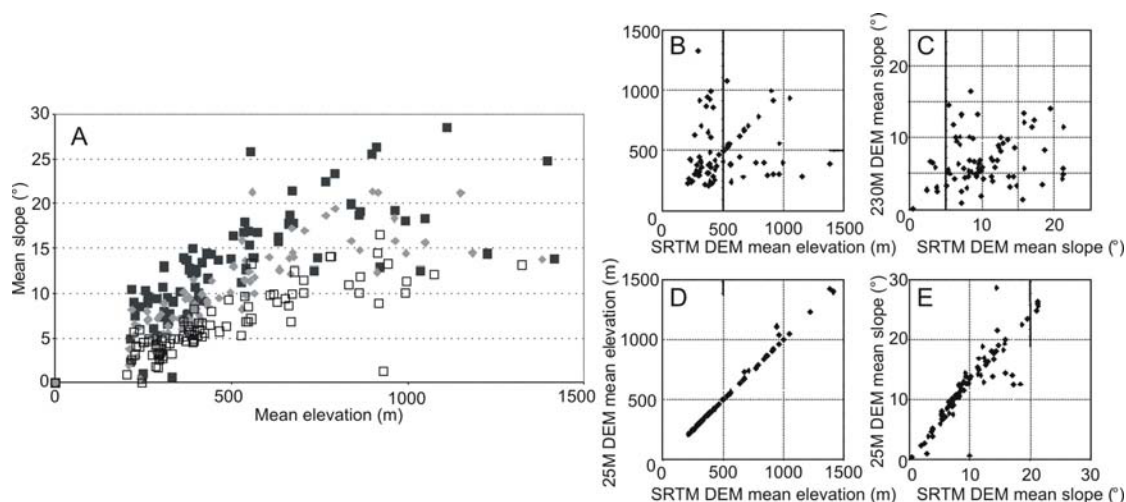 A
30
25
20
15
10
5
0
Mean slope (°)
0
500
1000
1500
Mean elevation (m)
B
1500
1000
500
0
0
500
1000
1500
SRTM DEM mean elevation (m)
C
230M DEM mean slope (°)
20
10
0
0
10
20
SRTM DEM mean slope (°)
D
25M DEM mean elevation (m)
1500
1000
500
0
0
500
1000
1500
SRTM DEM mean elevation (m)
E
25M DEM mean slope (°)
30
20
10
0
0
10
20
30
SRTM DEM mean slope (°)